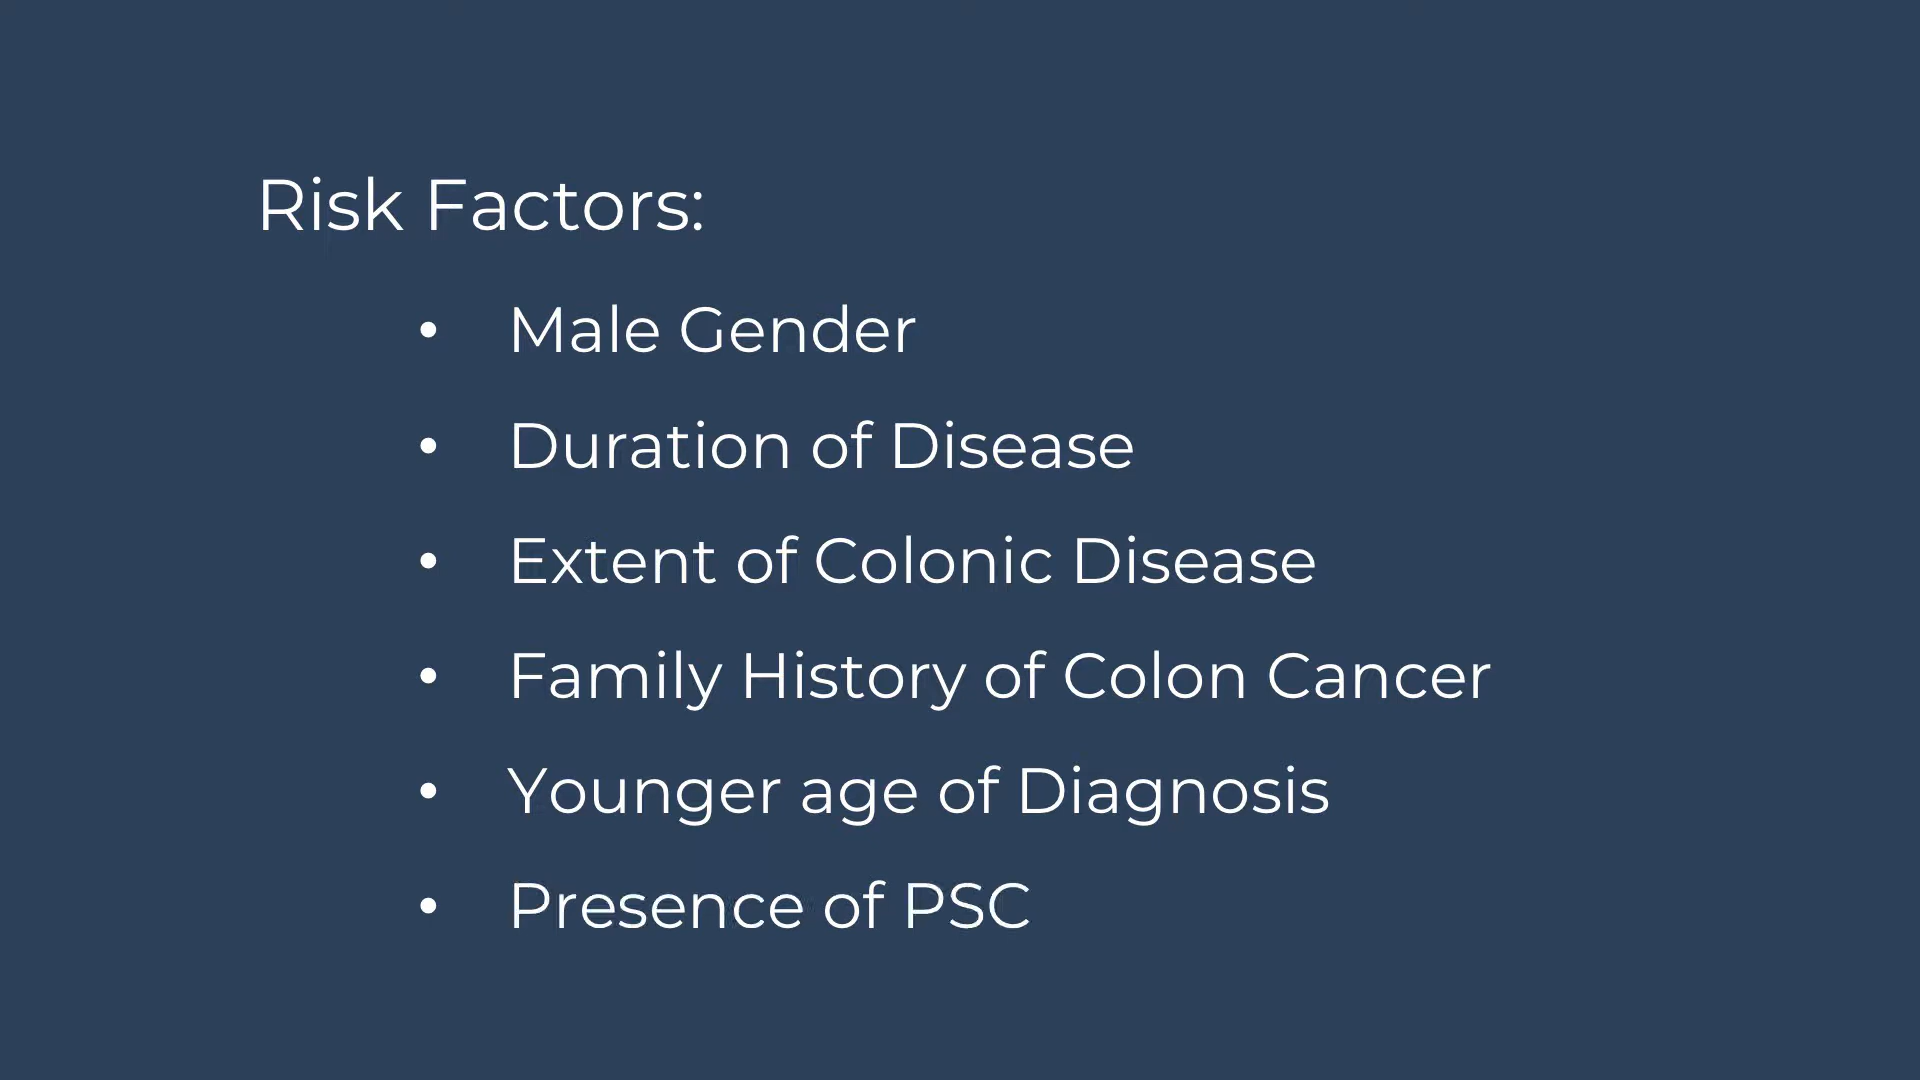 Risk Factors:
• Male Gender
• Duration of Disease
• Extent of Colonic Disease
• Family History of Colon Cancer
• Younger age of Diagnosis
• Presence of PSC